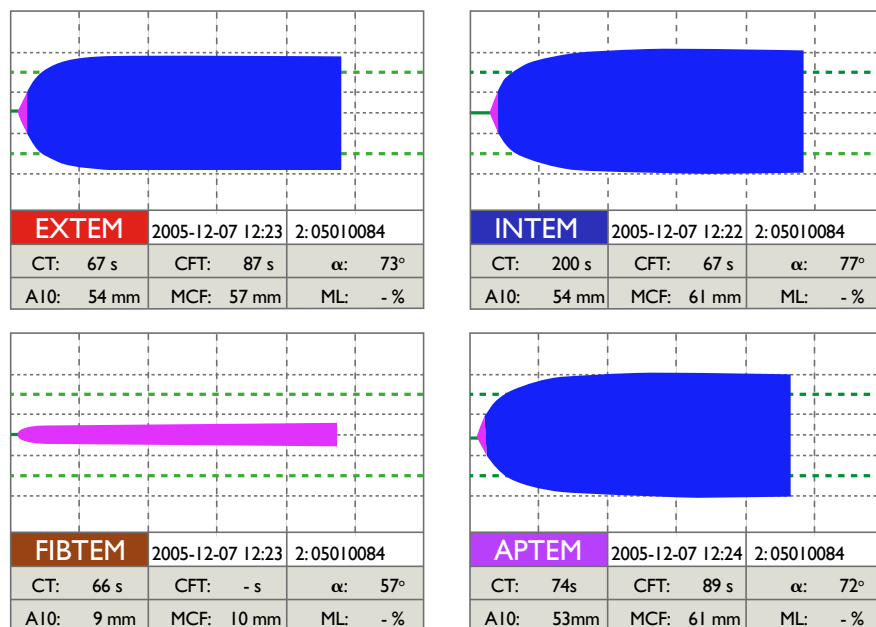 EXTEM 2005-12-07 12:23 2: 05010084
CT: 67 s CFT: 87 s α: 73°
A10: 54 mm MCF: 57 mm ML: - %
INTEM 2005-12-07 12:22 2: 05010084
CT: 200 s CFT: 67 s α: 77°
A10: 54 mm MCF: 61 mm ML: - %
FIBTEM 2005-12-07 12:23 2: 05010084
CT: 66 s CFT: - s α: 57°
A10: 9 mm MCF: 10 mm ML: - %
APTEM 2005-12-07 12:24 2: 05010084
CT: 74s CFT: 89 s α: 72°
A10: 53mm MCF: 61 mm ML: - %